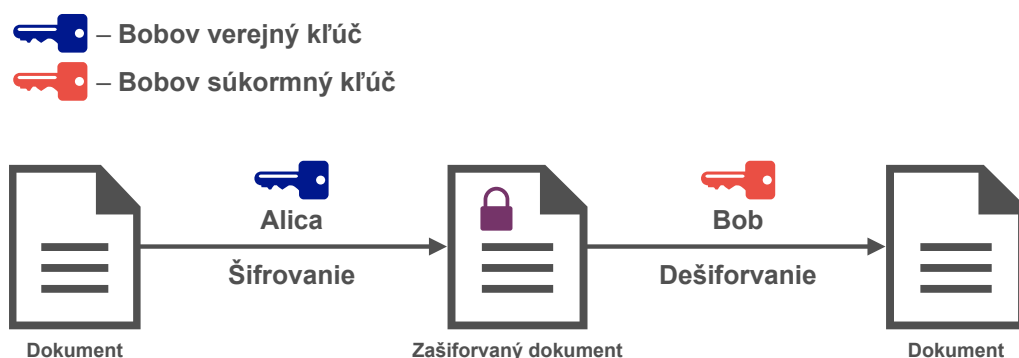 – Bobov verejný kľúč
– Bobov súkormný kľúč
Alica
Bob
Šifrovanie
Dešiforvanie
Dokument
Zašiforvaný dokument
Dokument